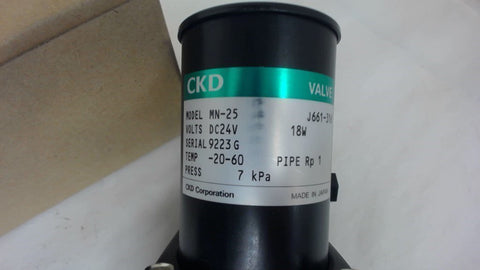 CKD VALVE
MODEL MN-25
VOLTS DC24V 18W
SERIAL 9223G
TEMP -20-60 PIPE Rp 1
PRESS 7 kPa
CKD Corporation MADE IN JAPAN